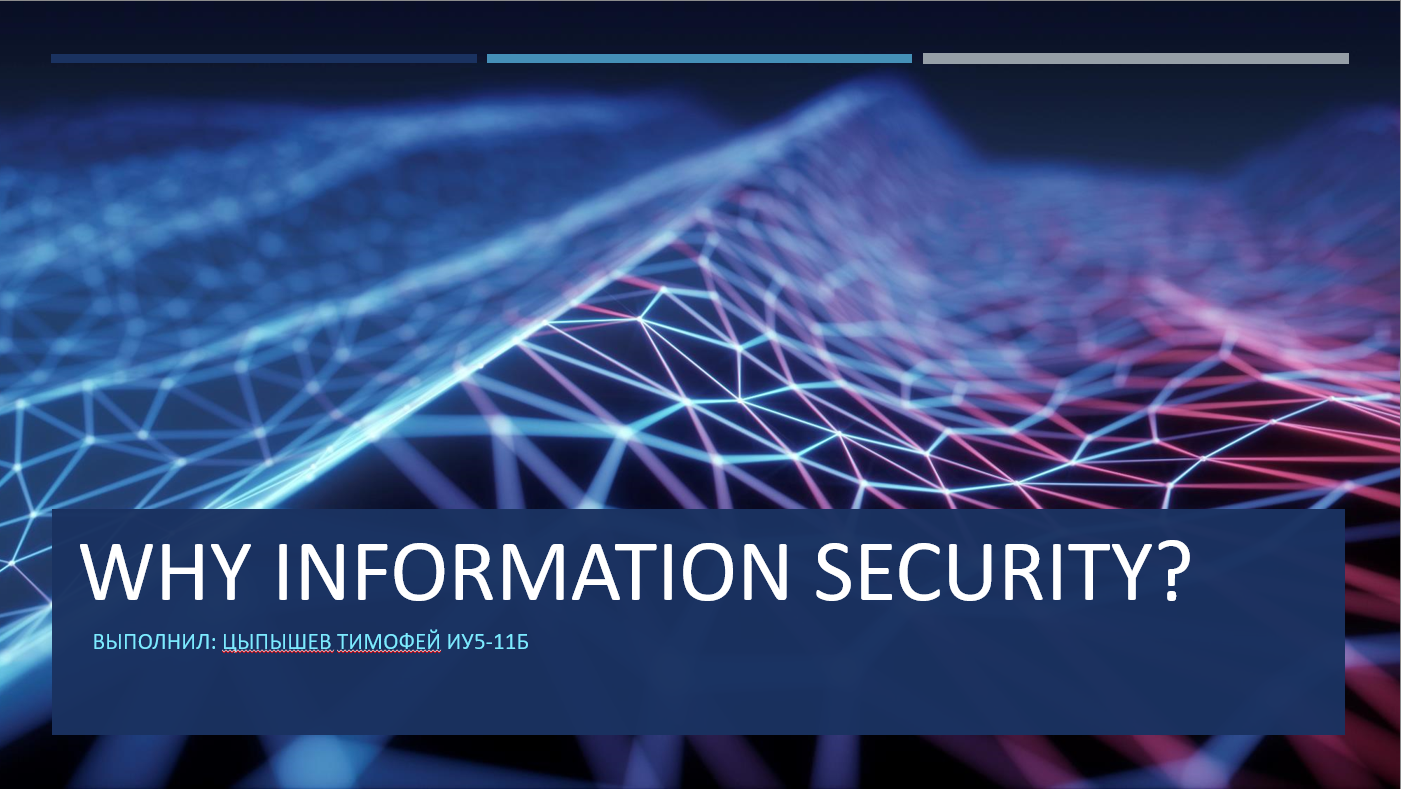 WHY INFORMATION SECURITY?
ВЫПОЛНИЛ: ЦЫПЫШЕВ ТИМОФЕЙ ИУ5-11Б